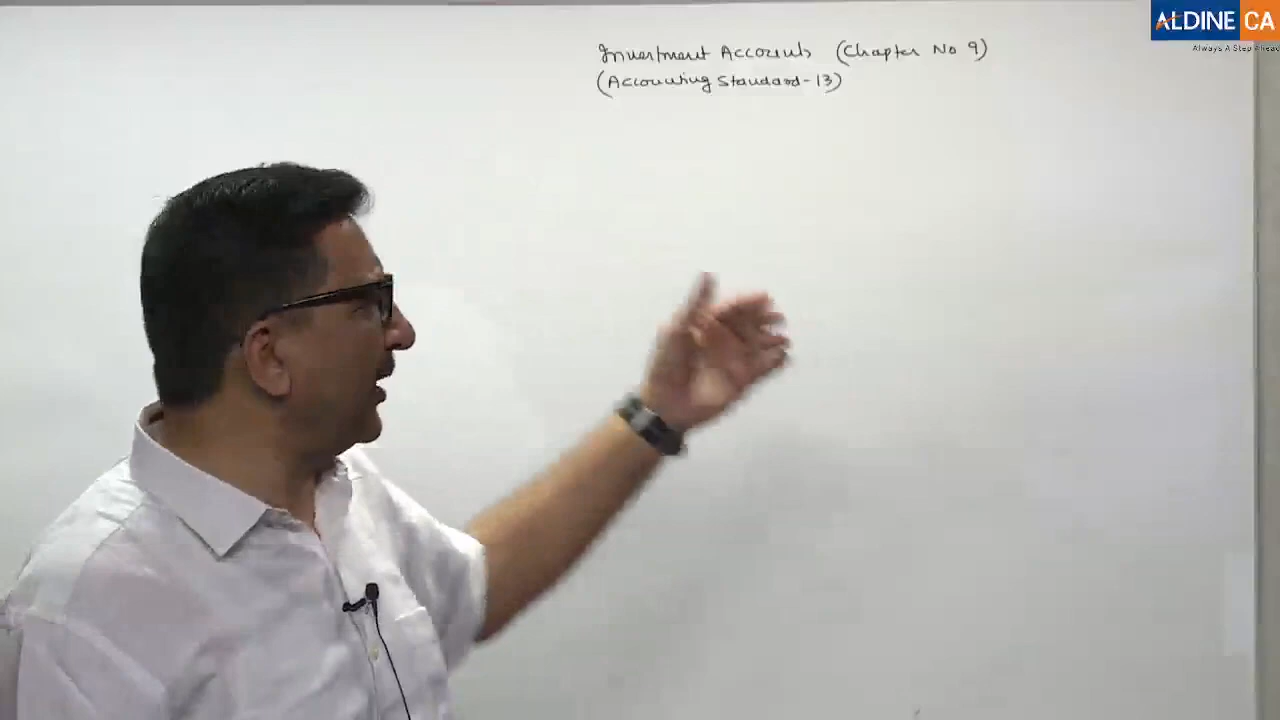 ALDINE CA
Always A Step Ahead
Investment Accounts (Chapter No 9)
(Accounting Standard-13)